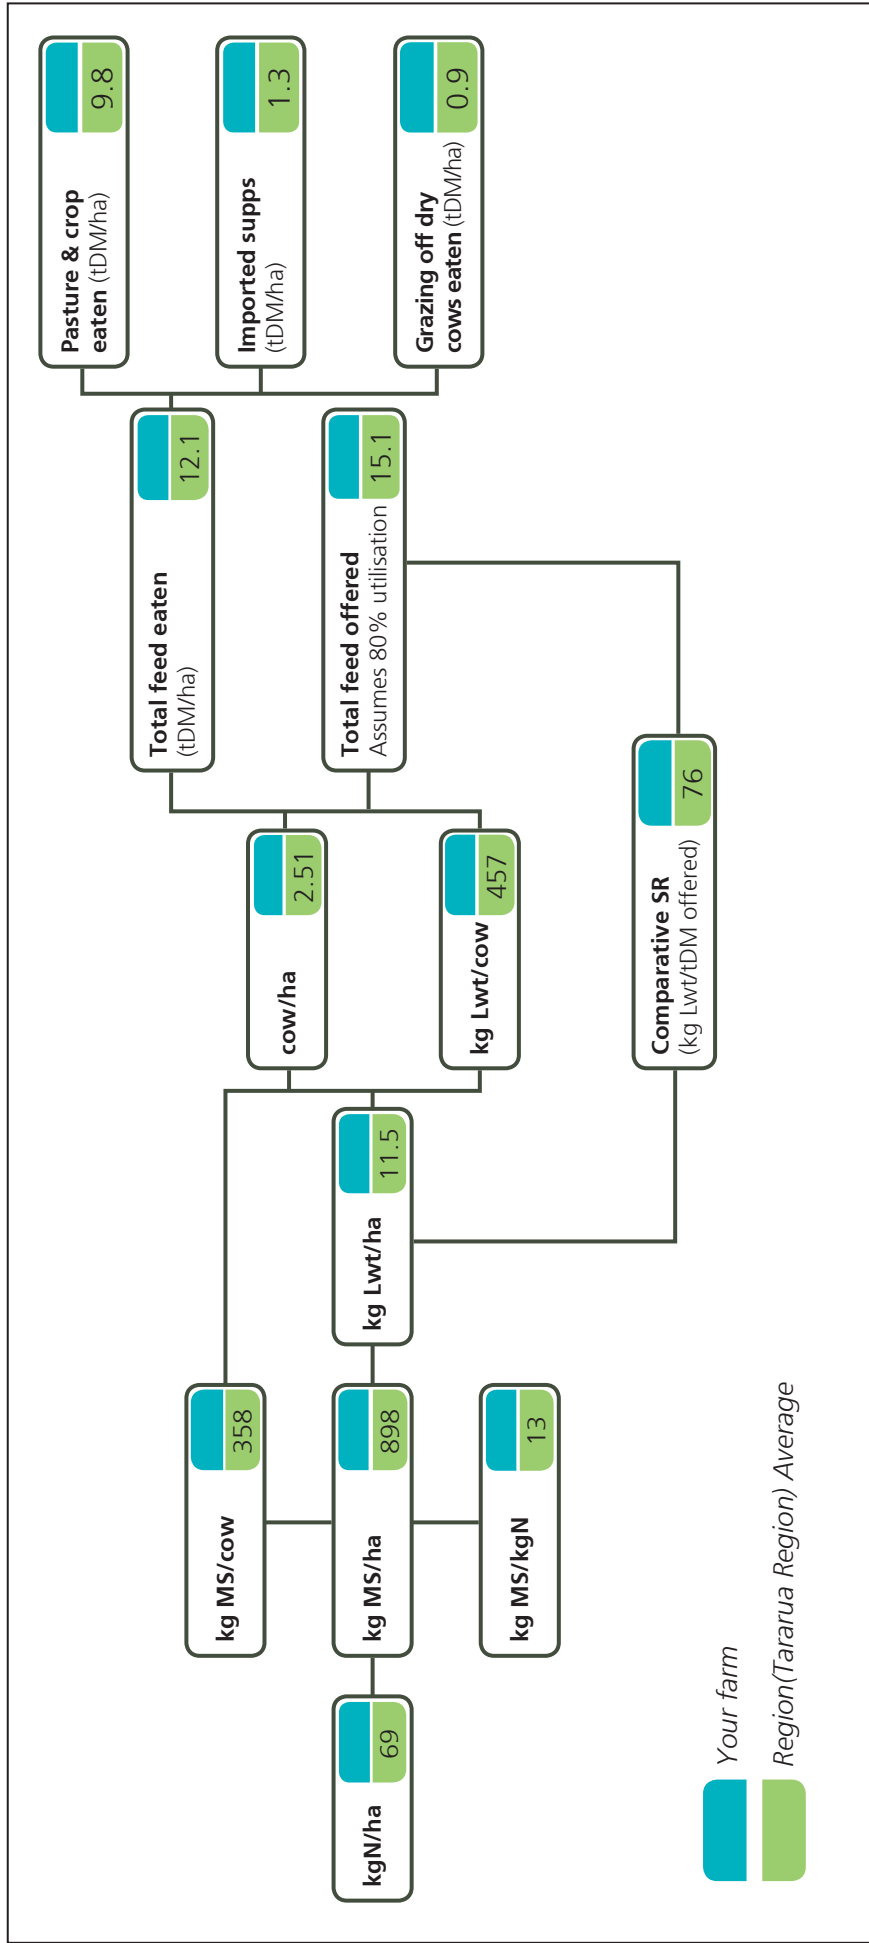 kgN/ha
69
kg MS/cow
358
kg MS/ha
898
kg MS/kgN
13
kg Lwt/ha
11.5
cow/ha
2.51
kg Lwt/cow
457
Comparative SR
(kg Lwt/tDM offered)
76
Total feed eaten
(tDM/ha)
12.1
Total feed offered
Assumes 80% utilisation
15.1
Pasture & crop
eaten (tDM/ha)
9.8
Imported supps
(tDM/ha)
1.3
Grazing off dry
cows eaten (tDM/ha)
0.9
Your farm
Region(Tararua Region) Average